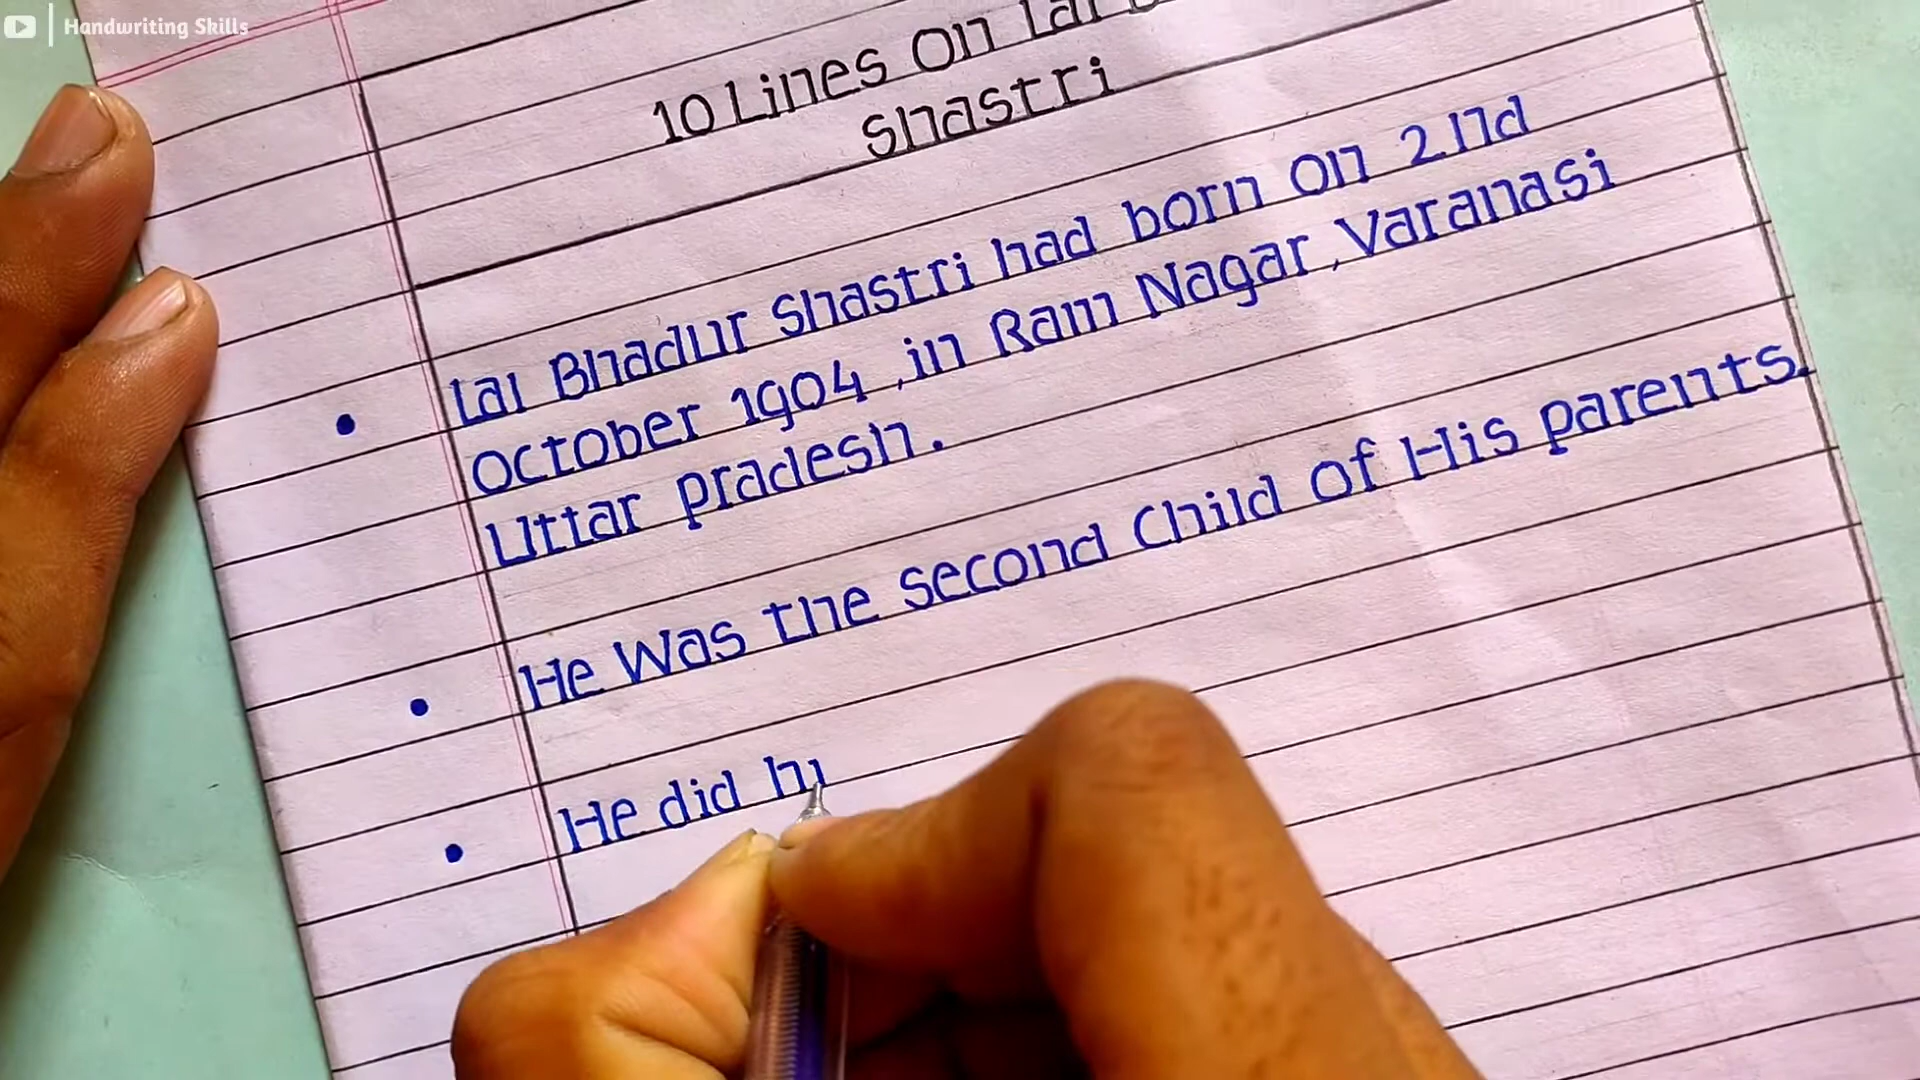 Handwriting Skills
10 Lines on Lal
Shastri
Lal Bhadur Shastri had born on 2nd
October 1904 ,in Ram Nagar ,Varanasi
Uttar pradesh.
He Was the second Child of His parents.
He did hi